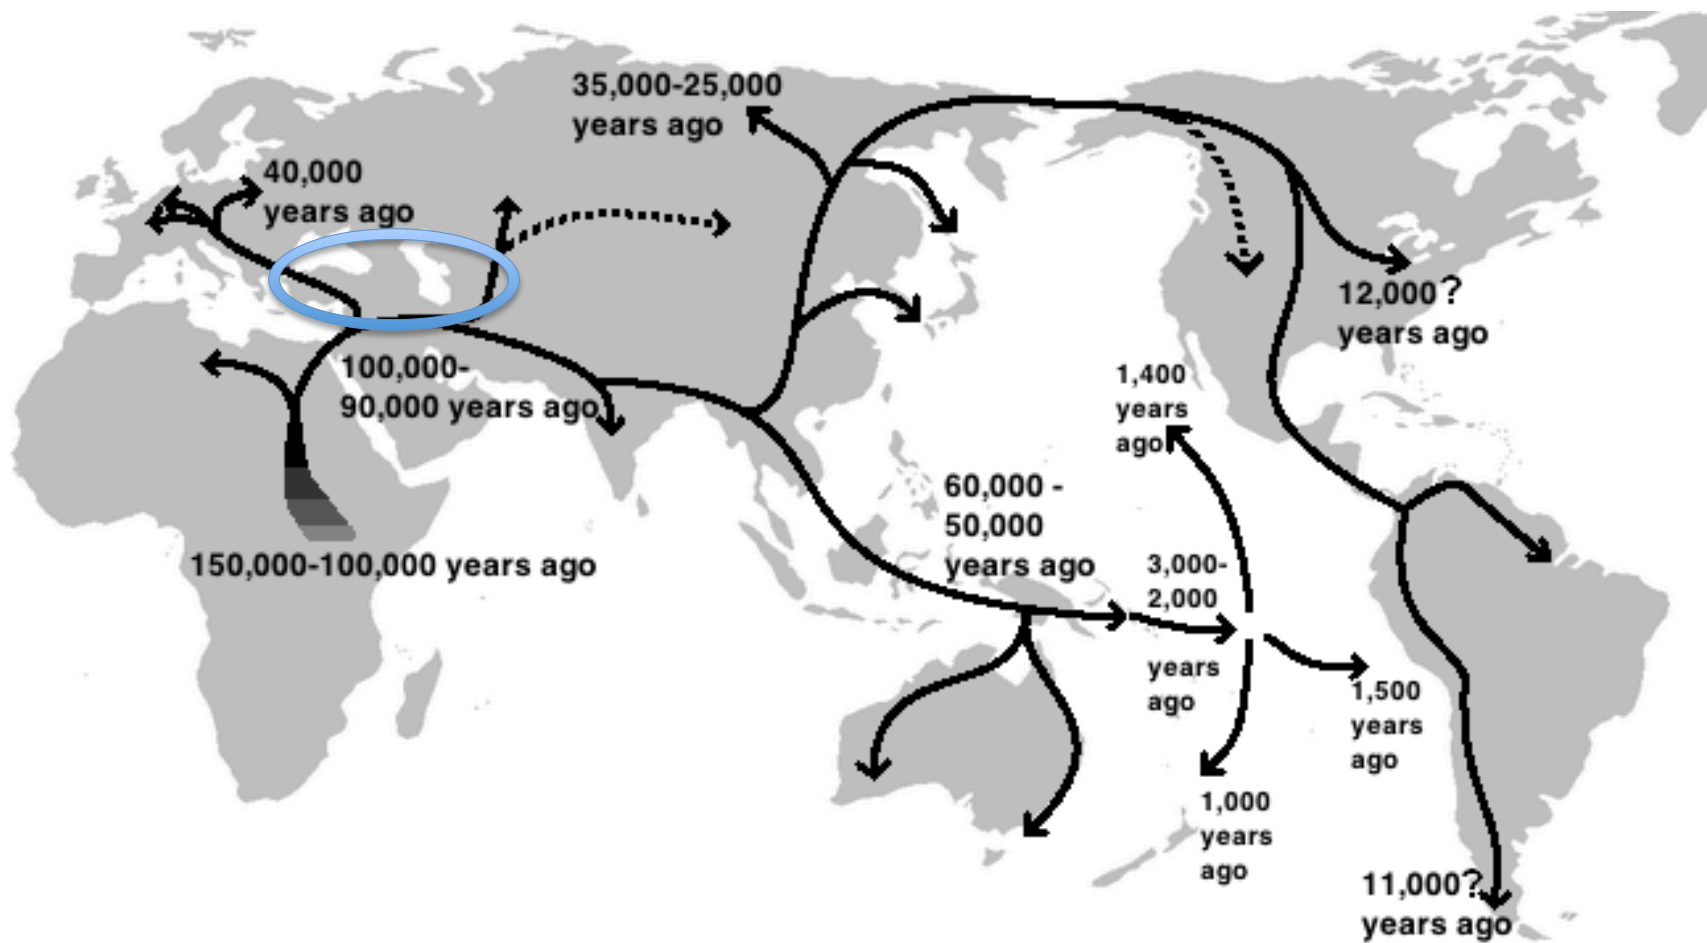 35,000-25,000
years ago
40,000
years ago
100,000-
90,000 years ago
150,000-100,000 years ago
60,000 -
50,000
years ago
3,000-
2,000
years
ago
1,400
years
ago
12,000?
years ago
1,500
years
ago
1,000
years
ago
11,000?
years ago